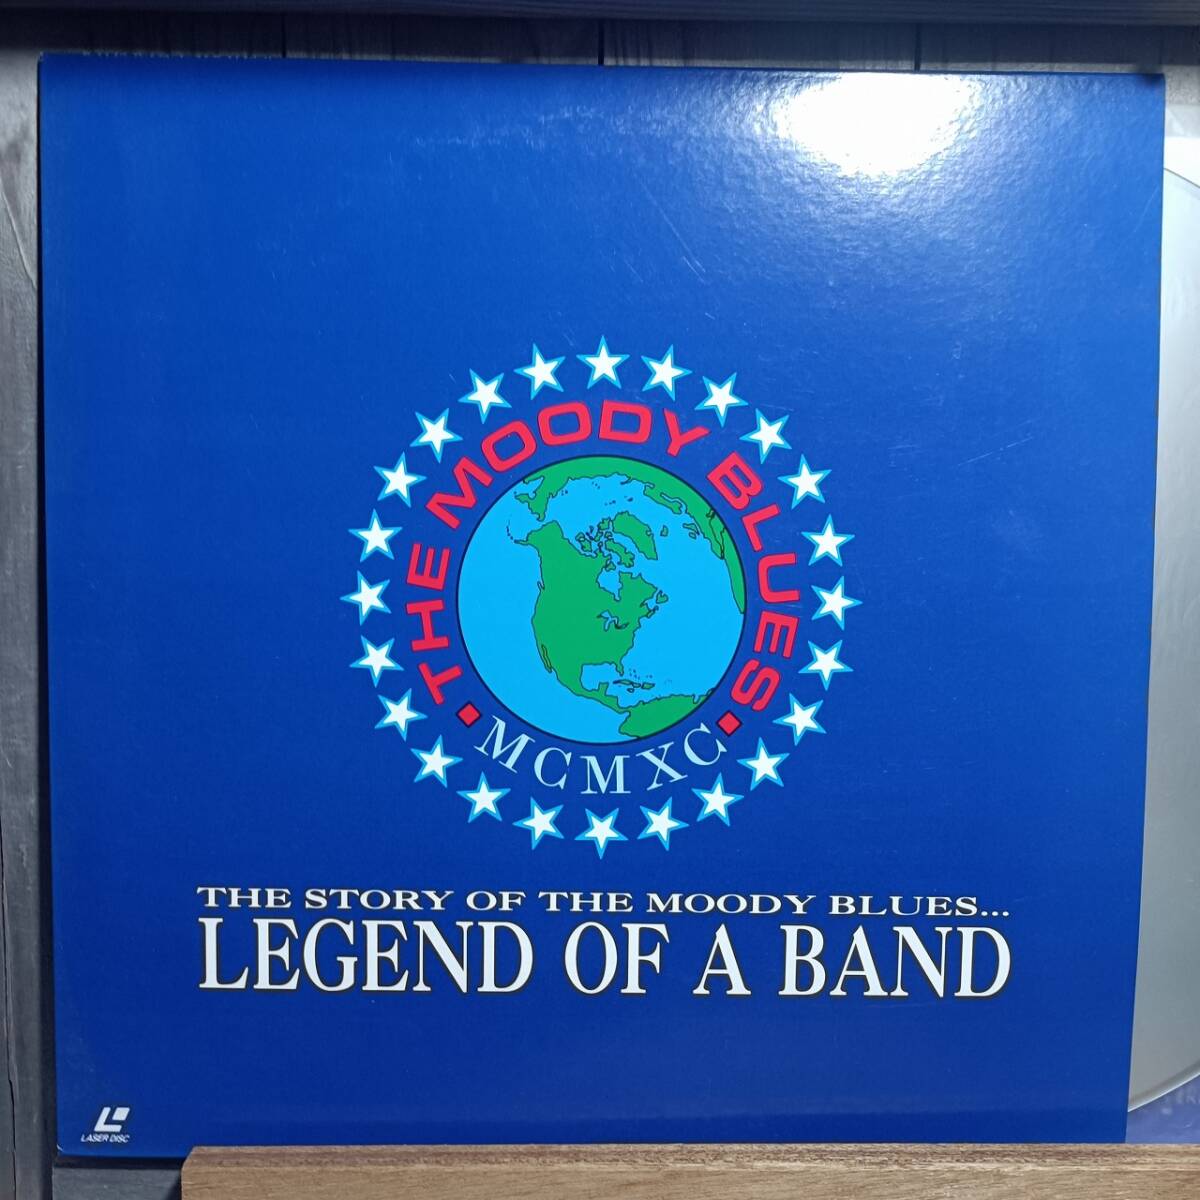 THE MOODY BLUES
MCMXC
THE STORY OF THE MOODY BLUES...
LEGEND OF A BAND
LASER DISC